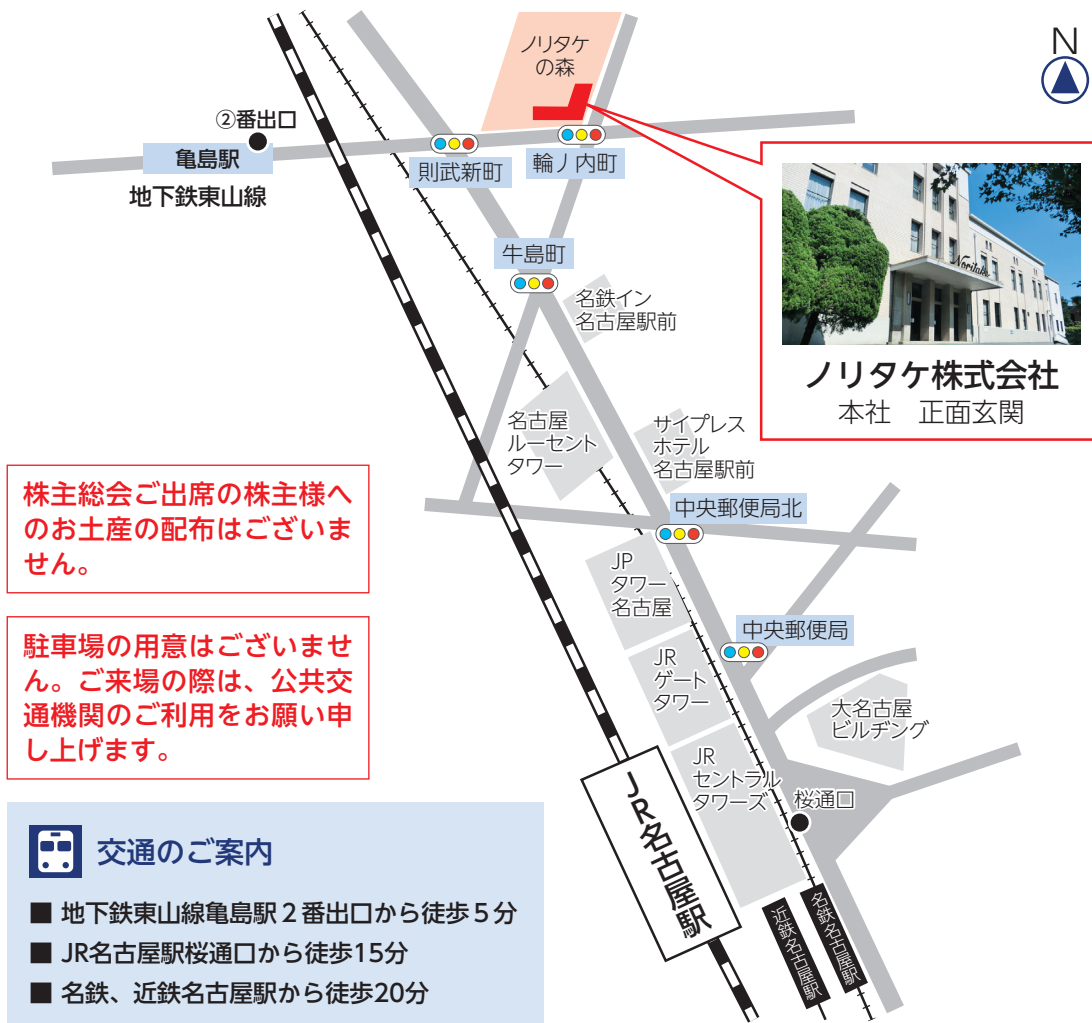 N
ノリタケ
の森
②番出口
亀島駅
地下鉄東山線
則武新町
輪ノ内町
牛島町
名鉄イン
名古屋駅前
Noritake
ノリタケ株式会社
本社　正面玄関
名古屋
ルーセント
タワー
サイプレス
ホテル
名古屋駅前
中央郵便局北
株主総会ご出席の株主様へ
のお土産の配布はございま
せん。
JP
タワー
名古屋
中央郵便局
駐車場の用意はございませ
ん。ご来場の際は、公共交
通機関のご利用をお願い申
し上げます。
JR
ゲート
タワー
大名古屋
ビルヂング
JR
セントラル
タワーズ
桜通口
JR名古屋駅
近鉄名古屋駅
名鉄名古屋駅
交通のご案内
■ 地下鉄東山線亀島駅２番出口から徒歩５分
■ JR名古屋駅桜通口から徒歩15分
■ 名鉄、近鉄名古屋駅から徒歩20分